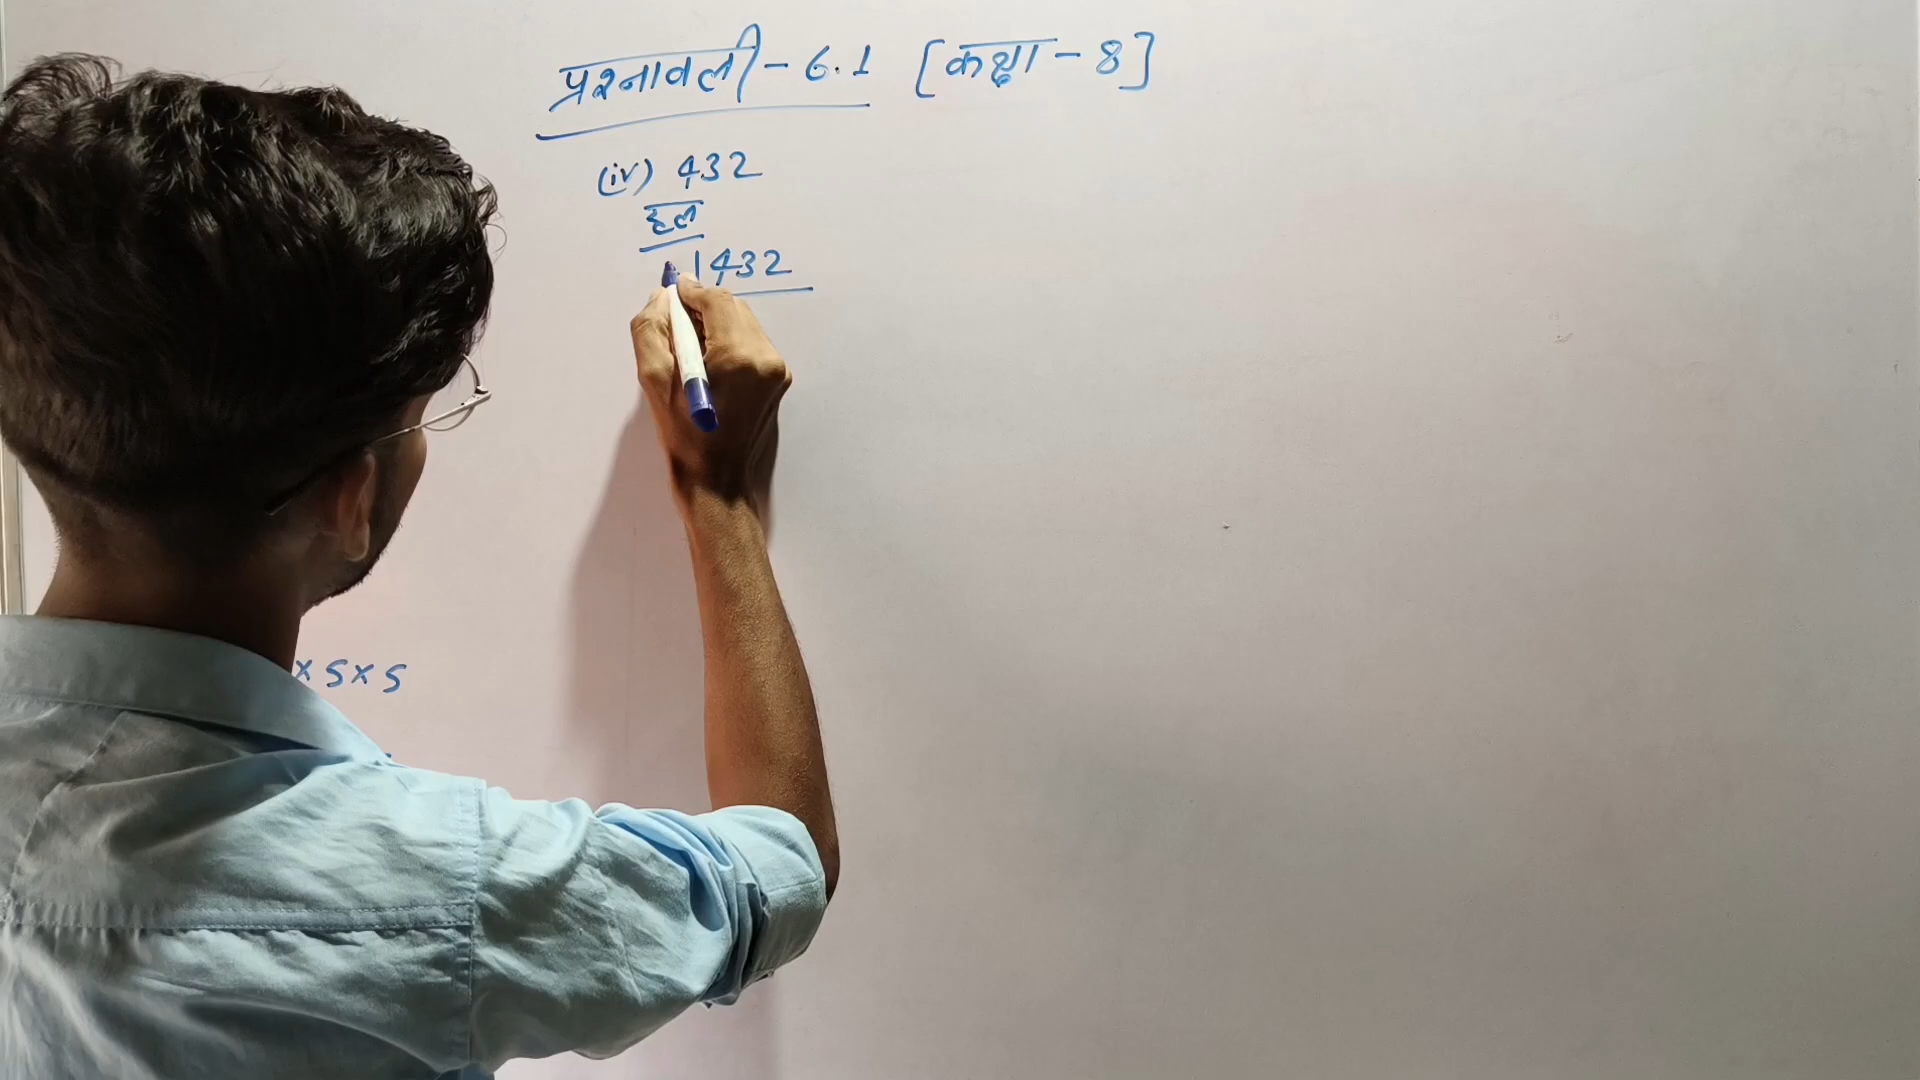 प्रश्नावली - 6.1 [कक्षा - 8]
(iv) 432
हल
432
× 5 × 5